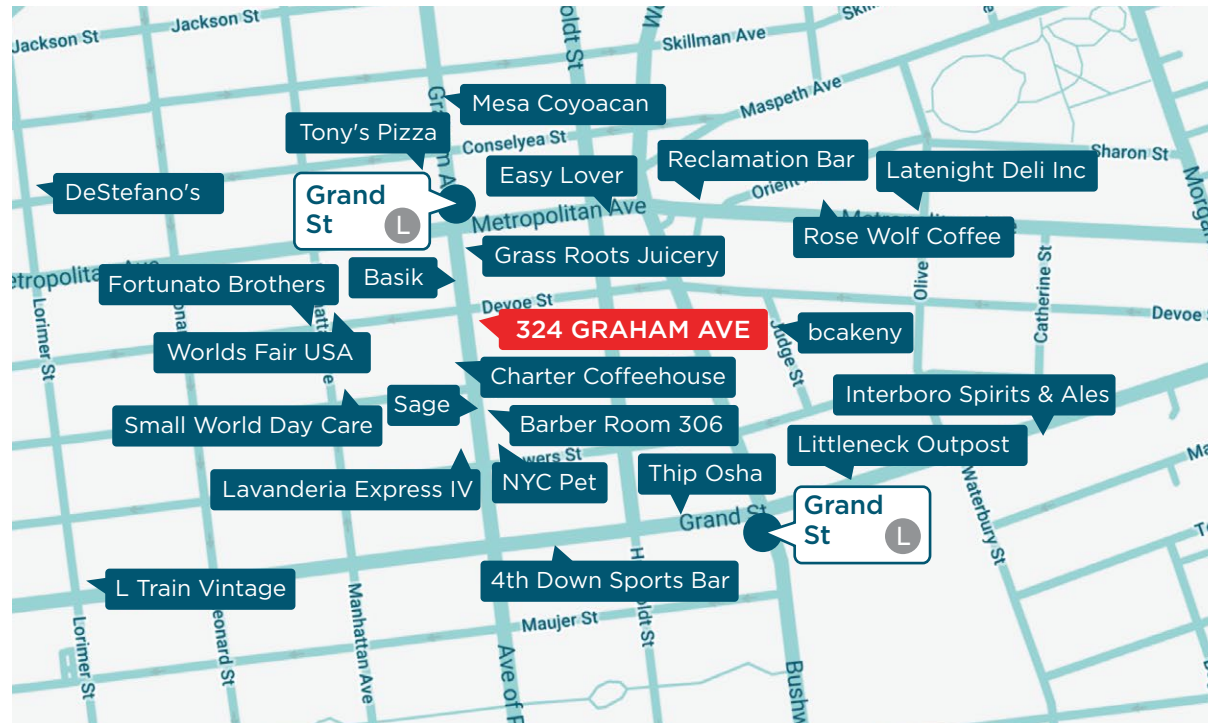 Jackson St
Jackson St
Skillman Ave
Maspeth Ave
Mesa Coyoacan
Tony's Pizza
Conselyea St
Sharon St
DeStefano's
Grand
St
L
Easy Lover
Reclamation Bar
Latenight Deli Inc
Metropolitan Ave
Rose Wolf Coffee
Grass Roots Juicery
Basik
Fortunato Brothers
Devoe St
Devoe S
324 GRAHAM AVE
bcakeny
Judge St
Olive
Catherine St
Lorimer St
Worlds Fair USA
Charter Coffeehouse
Interboro Spirits & Ales
Sage
Small World Day Care
Barber Room 306
Littleneck Outpost
Lavanderia Express IV
NYC Pet
Thip Osha
Waterbury St
Grand St
Grand
St
L
4th Down Sports Bar
L Train Vintage
Manhattan Ave
Maujer St
Lorimer St
eonard St
Ave of
Bushw
Morgan